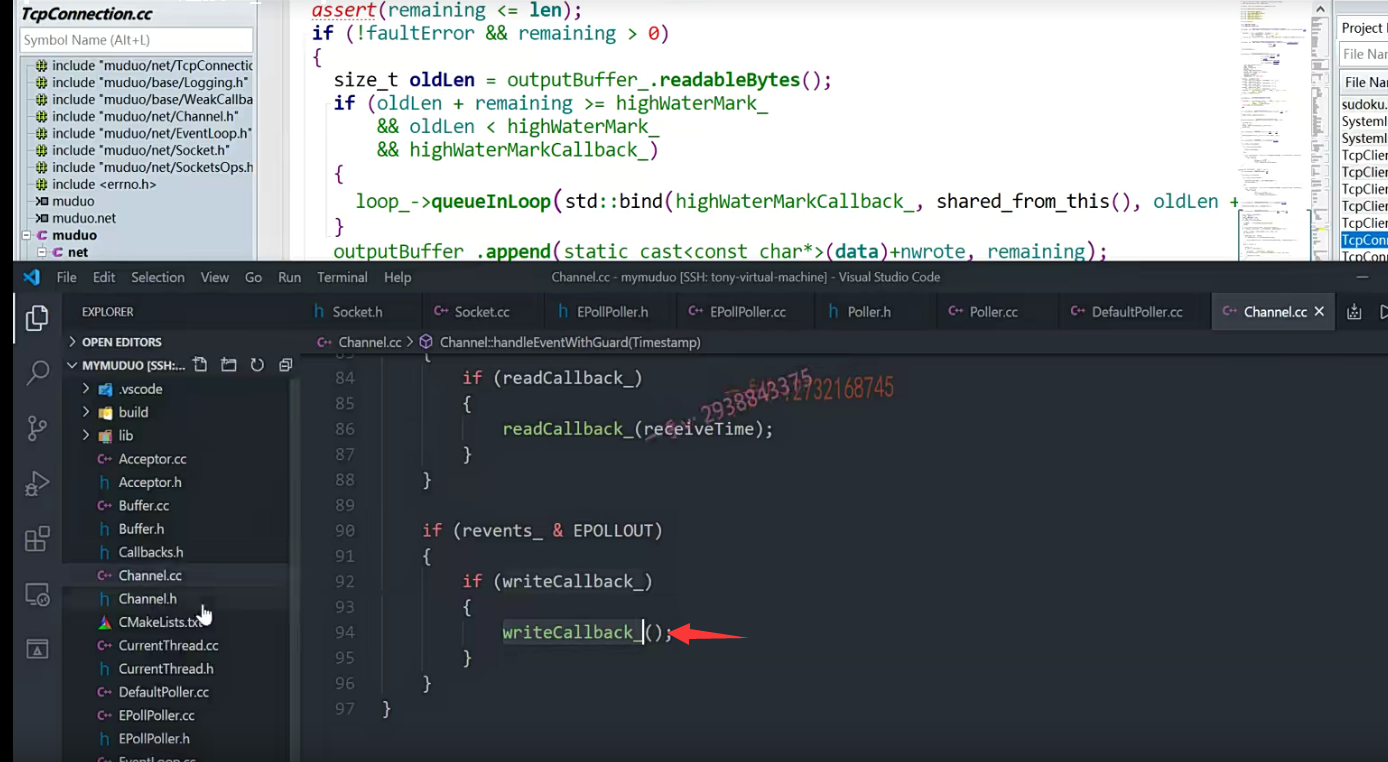 TcpConnection.cc
Symbol Name (Alt+L)
include "muduo/net/TcpConnectic
include "muduo/base/Logging.h"
include "muduo/base/WeakCallba
include "muduo/net/Channel.h"
include "muduo/net/EventLoop.h"
include "muduo/net/Socket.h"
include "muduo/net/SocketsOps.h
include <errno.h>
muduo
muduo.net
muduo
net
assert(remaining <= len);
if (!faultError && remaining > 0)
{
size_t oldLen = outputBuffer_.readableBytes();
if (oldLen + remaining >= highWaterMark_
&& oldLen < highWaterMark_
&& highWaterMarkCallback_)
{
loop_->queueInLoop(std::bind(highWaterMarkCallback_, shared_from_this(), oldLen +
}
outputBuffer_.append(static_cast<const char*>(data)+nwrote, remaining);
Project
File Nar
File Nar
sudoku.
SystemI
SystemI
TcpClier
TcpClier
TcpClier
TcpClier
TcpClier
TcpConr
TcpConr
File Edit Selection View Go Run Terminal Help
Channel.cc - mymuduo [SSH: tony-virtual-machine] - Visual Studio Code
EXPLORER
OPEN EDITORS
MYMUDUO [SSH:...
.vscode
build
lib
Acceptor.cc
Acceptor.h
Buffer.cc
Buffer.h
Callbacks.h
Channel.cc
Channel.h
CMakeLists.txt
CurrentThread.cc
CurrentThread.h
DefaultPoller.cc
EPollPoller.cc
EPollPoller.h
EventLoop.cc
Socket.h Socket.cc EPollPoller.h EPollPoller.cc Poller.h Poller.cc DefaultPoller.cc Channel.cc
Channel.cc > Channel::handleEventWithGuard(Timestamp)
83 {
84 if (readCallback_)
85 {
86 readCallback_(receiveTime);
87 }
88 }
89
90 if (revents_ & EPOLLOUT)
91 {
92 if (writeCallback_)
93 {
94 writeCallback_();
95 }
96 }
97 }
2938843375
2732168745